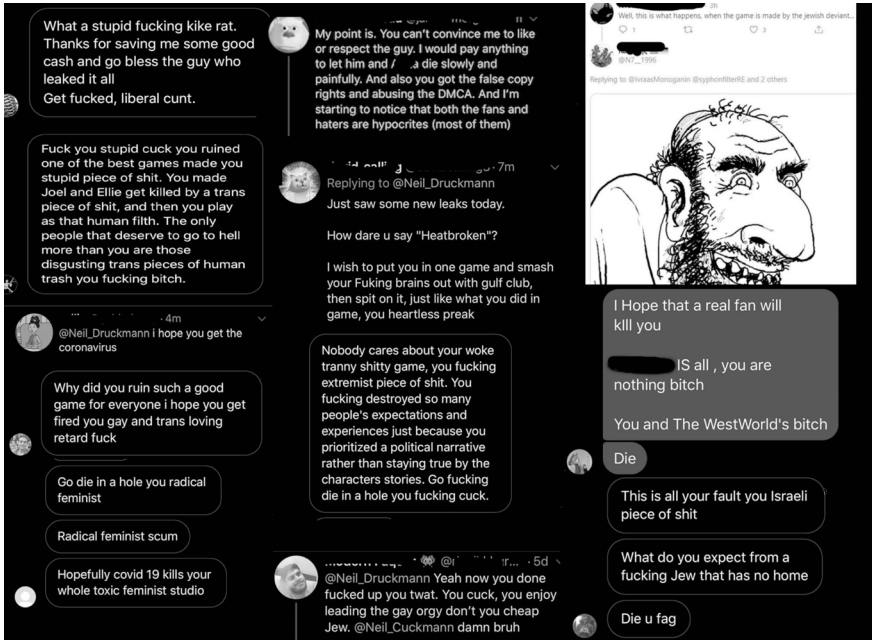 What a stupid fucking kike rat.
Thanks for saving me some good
cash and go bless the guy who
leaked it all
Get fucked, liberal cunt.
Fuck you stupid cuck you ruined
one of the best games made you
stupid piece of shit. You made
Joel and Ellie get killed by a trans
piece of shit, and then you play
as that human filth. The only
people that deserve to go to hell
more than you are those
disgusting trans pieces of human
trash you fucking bitch.
· 4m
@Neil_Druckmann i hope you get the
coronavirus
Why did you ruin such a good
game for everyone i hope you get
fired you gay and trans loving
retard fuck
Go die in a hole you radical
feminist
Radical feminist scum
Hopefully covid 19 kills your
whole toxic feminist studio
My point is. You can't convince me to like
or respect the guy. I would pay anything
to let him and die slowly and
painfully. And also you got the false copy
rights and abusing the DMCA. And I'm
starting to notice that both the fans and
haters are hypocrites (most of them)
· 7m
Replying to @Neil_Druckmann
Just saw some new leaks today.
How dare u say "Heatbroken"?
I wish to put you in one game and smash
your Fuking brains out with gulf club,
then spit on it, just like what you did in
game, you heartless preak
Nobody cares about your woke
tranny shitty game, you fucking
extremist piece of shit. You
fucking destroyed so many
people's expectations and
experiences just because you
prioritized a political narrative
rather than staying true by the
characters stories. Go fucking
die in a hole you fucking cuck.
· 5d
@Neil_Druckmann Yeah now you done
fucked up you twat. You cuck, you enjoy
leading the gay orgy don't you cheap
Jew. @Neil_Cuckmann damn bruh
3h
Well, this is what happens, when the game is made by the jewish deviant...
1 3
@N7_1996
Replying to @IvraasMonoganin @syphonfilterRE and 2 others
I Hope that a real fan will
kIll you
IS all , you are
nothing bitch
You and The WestWorld's bitch
Die
This is all your fault you Israeli
piece of shit
What do you expect from a
fucking Jew that has no home
Die u fag